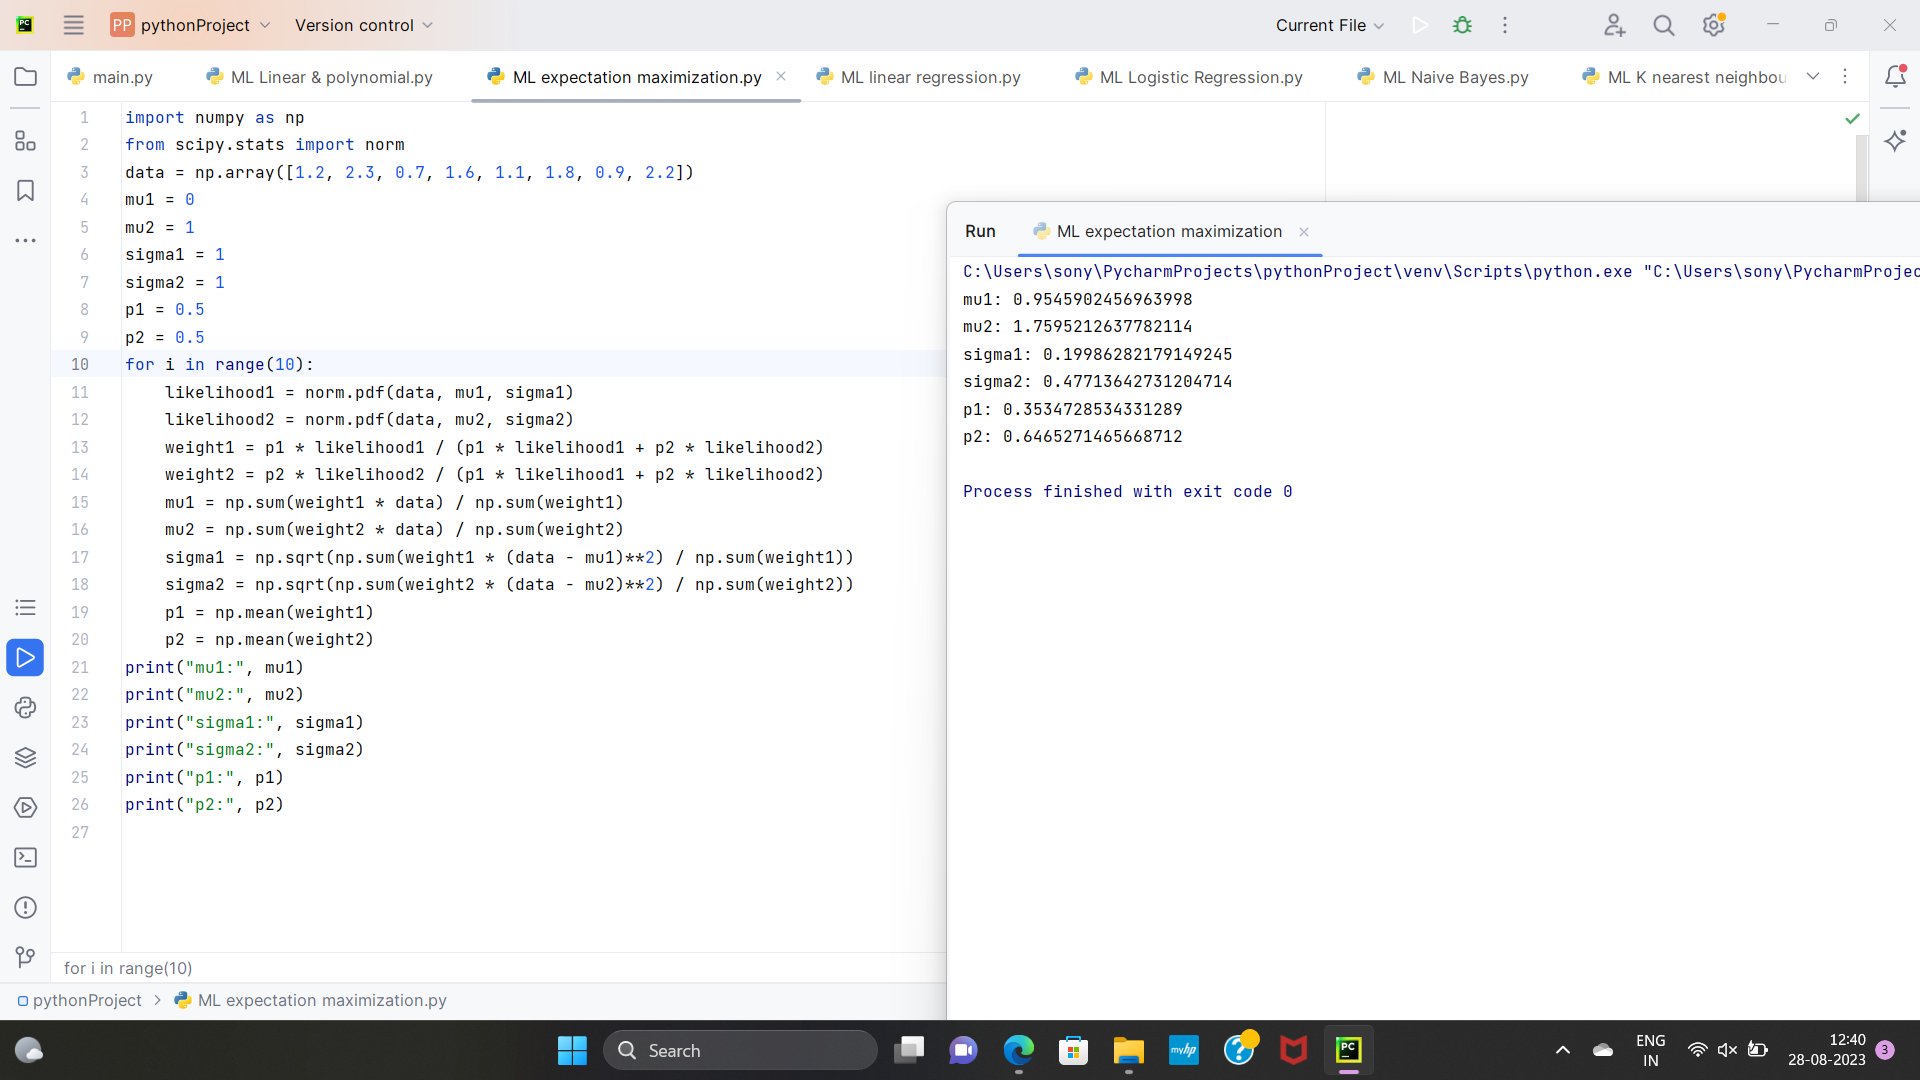 PC
PP pythonProject Version control Current File
main.py ML Linear & polynomial.py ML expectation maximization.py ML linear regression.py ML Logistic Regression.py ML Naive Bayes.py ML K nearest neighbou
1 import numpy as np
2 from scipy.stats import norm
3 data = np.array([1.2, 2.3, 0.7, 1.6, 1.1, 1.8, 0.9, 2.2])
4 mu1 = 0
5 mu2 = 1
6 sigma1 = 1
7 sigma2 = 1
8 p1 = 0.5
9 p2 = 0.5
10 for i in range(10):
11 likelihood1 = norm.pdf(data, mu1, sigma1)
12 likelihood2 = norm.pdf(data, mu2, sigma2)
13 weight1 = p1 * likelihood1 / (p1 * likelihood1 + p2 * likelihood2)
14 weight2 = p2 * likelihood2 / (p1 * likelihood1 + p2 * likelihood2)
15 mu1 = np.sum(weight1 * data) / np.sum(weight1)
16 mu2 = np.sum(weight2 * data) / np.sum(weight2)
17 sigma1 = np.sqrt(np.sum(weight1 * (data - mu1)**2) / np.sum(weight1))
18 sigma2 = np.sqrt(np.sum(weight2 * (data - mu2)**2) / np.sum(weight2))
19 p1 = np.mean(weight1)
20 p2 = np.mean(weight2)
21 print("mu1:", mu1)
22 print("mu2:", mu2)
23 print("sigma1:", sigma1)
24 print("sigma2:", sigma2)
25 print("p1:", p1)
26 print("p2:", p2)
27
Run ML expectation maximization
C:\Users\sony\PycharmProjects\pythonProject\venv\Scripts\python.exe "C:\Users\sony\PycharmProjec
mu1: 0.9545902456963998
mu2: 1.7595212637782114
sigma1: 0.19986282179149245
sigma2: 0.47713642731204714
p1: 0.3534728534331289
p2: 0.6465271465668712
Process finished with exit code 0
for i in range(10)
pythonProject > ML expectation maximization.py
Search
myhp
PC
ENG
IN
12:40
28-08-2023
3